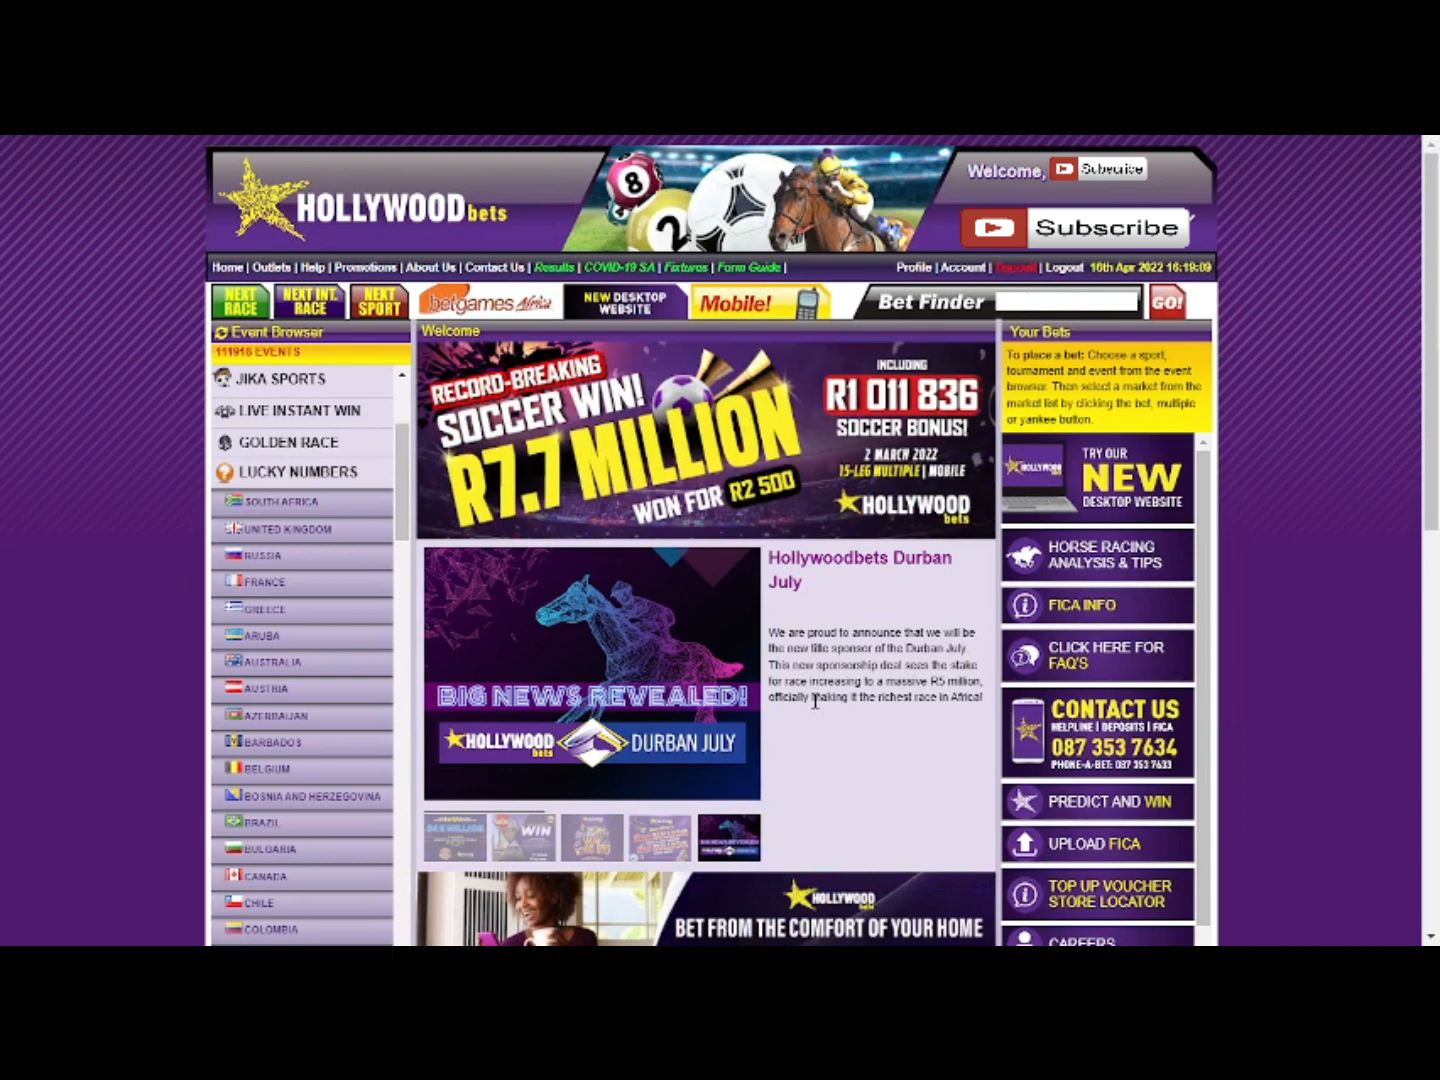 HOLLYWOODbets
8
2
Welcome, Subscribe
Subscribe
Home | Outlets | Help | Promotions | About Us | Contact Us | Results | COVID-19 SA | Fixtures | Form Guide |
Profile | Account | Deposit | Logout 16th Apr 2022 16:19:09
NEXT RACE
NEXT INT. RACE
NEXT SPORT
betgames Africa
NEW DESKTOP WEBSITE
Mobile!
Bet Finder
GO!
Event Browser
111916 EVENTS
JIKA SPORTS
LIVE INSTANT WIN
GOLDEN RACE
LUCKY NUMBERS
SOUTH AFRICA
UNITED KINGDOM
RUSSIA
FRANCE
GREECE
ARUBA
AUSTRALIA
AUSTRIA
AZERBAIJAN
BARBADOS
BELGIUM
BOSNIA AND HERZEGOVINA
BRAZIL
BULGARIA
CANADA
CHILE
COLOMBIA
Welcome
RECORD-BREAKING
SOCCER WIN!
R7.7 MILLION
WON FOR R2 500
INCLUDING
R1 011 836
SOCCER BONUS!
2 MARCH 2022
15-LEG MULTIPLE | MOBILE
HOLLYWOOD
bets
BIG NEWS REVEALED!
HOLLYWOOD
bets
DURBAN JULY
Hollywoodbets Durban
July
We are proud to announce that we will be
the new title sponsor of the Durban July.
This new sponsorship deal sees the stake
for race increasing to a massive R5 million,
officially making it the richest race in Africa!
WIN
HOLLYWOOD
bets
BET FROM THE COMFORT OF YOUR HOME
Your Bets
To place a bet: Choose a sport,
tournament and event from the event
browser. Then select a market from the
market list by clicking the bet, multiple
or yankee button.
HOLLYWOOD
TRY OUR
NEW
DESKTOP WEBSITE
HORSE RACING
ANALYSIS & TIPS
FICA INFO
CLICK HERE FOR
FAQ'S
CONTACT US
HELPLINE | DEPOSITS | FICA
087 353 7634
PHONE-A-BET: 087 353 7633
PREDICT AND WIN
UPLOAD FICA
TOP UP VOUCHER
STORE LOCATOR
CAREERS